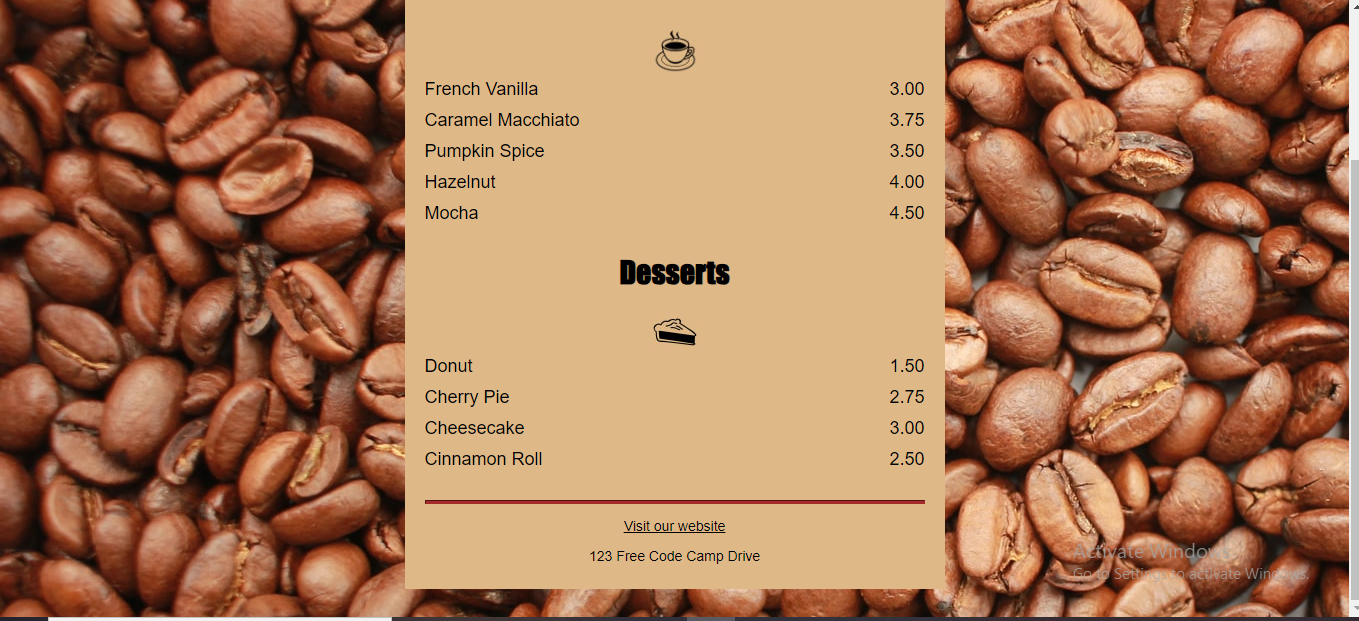 French Vanilla 3.00
Caramel Macchiato 3.75
Pumpkin Spice 3.50
Hazelnut 4.00
Mocha 4.50
Desserts
Donut 1.50
Cherry Pie 2.75
Cheesecake 3.00
Cinnamon Roll 2.50
Visit our website
123 Free Code Camp Drive
Activate Windows
Go to Settings to activate Windows.